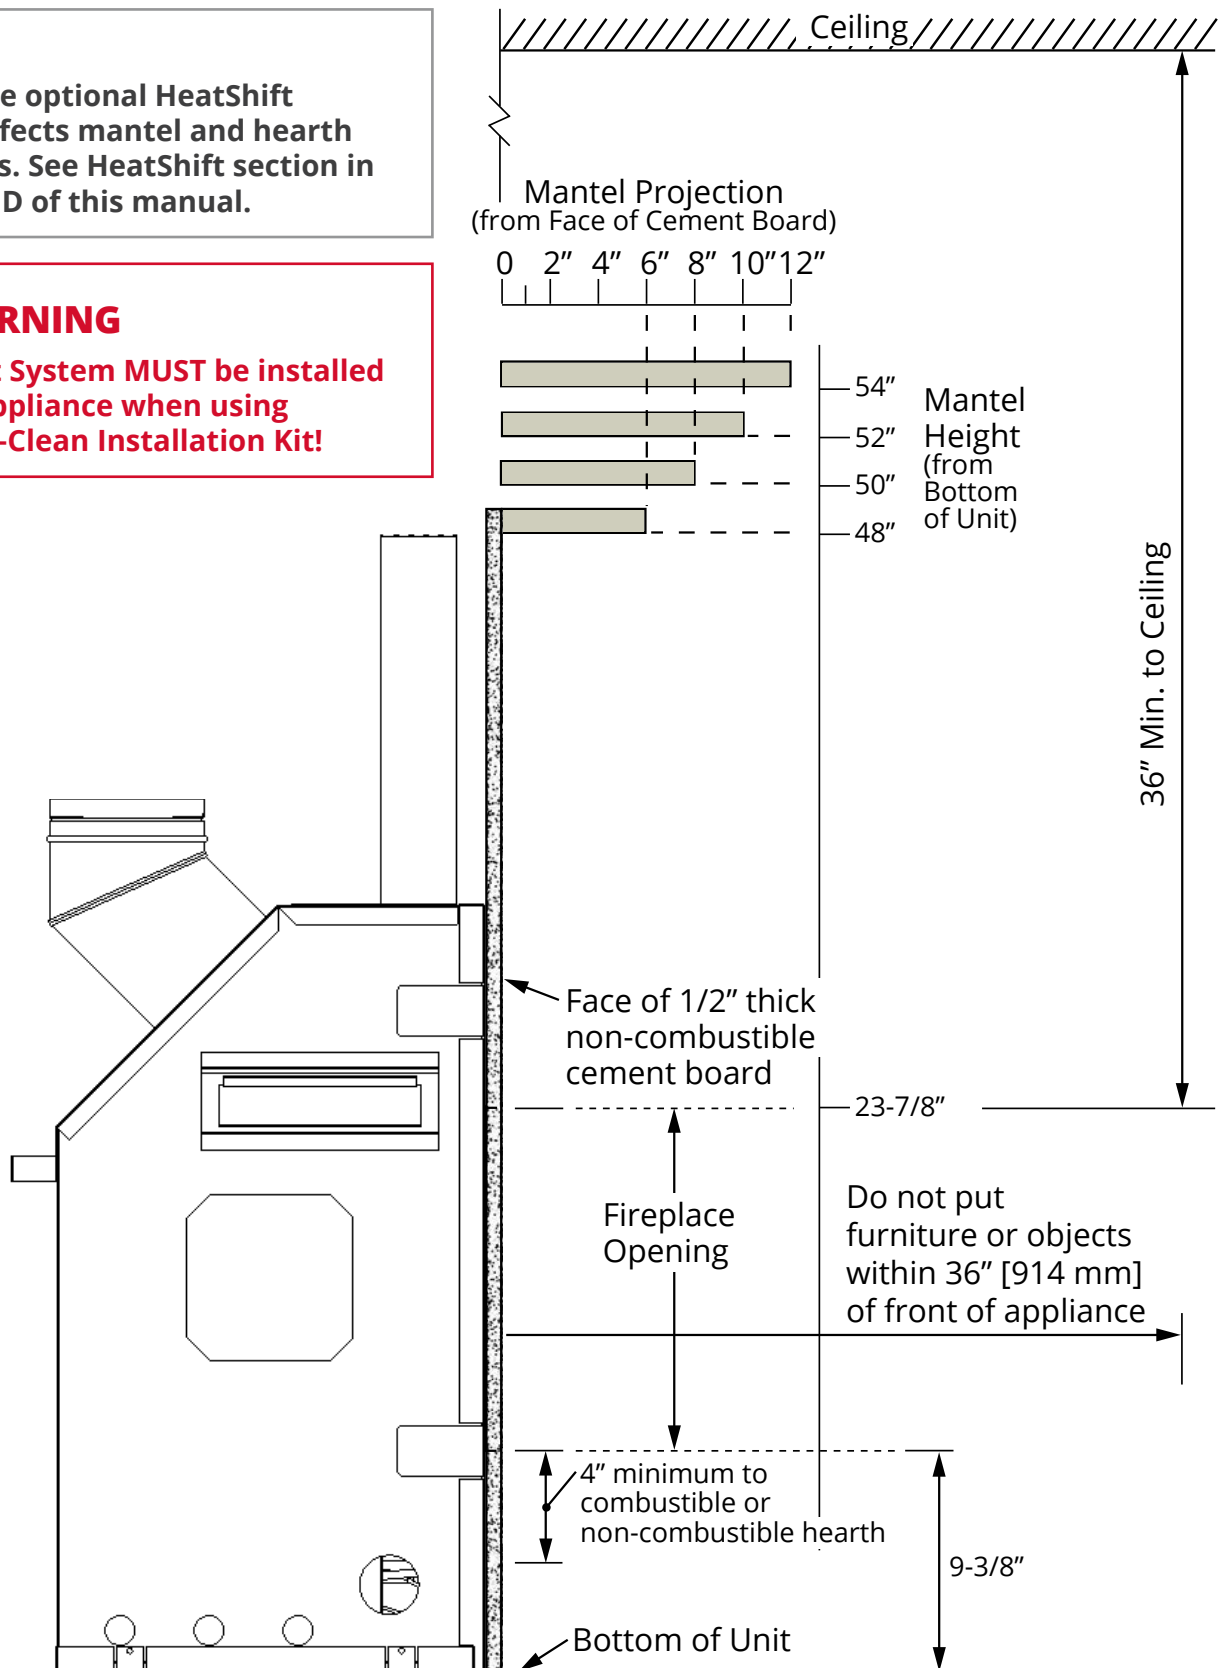 Ceiling
e optional HeatShift
fects mantel and hearth
s. See HeatShift section in
D of this manual.
RNING
t System MUST be installed
ppliance when using
-Clean Installation Kit!
Mantel Projection
(from Face of Cement Board)
0 2” 4” 6” 8” 10” 12”
54”
52”
50”
48”
Mantel
Height
(from
Bottom
of Unit)
36” Min. to Ceiling
Face of 1/2” thick
non-combustible
cement board
23-7/8”
Fireplace
Opening
Do not put
furniture or objects
within 36” [914 mm]
of front of appliance
4” minimum to
combustible or
non-combustible hearth
9-3/8”
Bottom of Unit